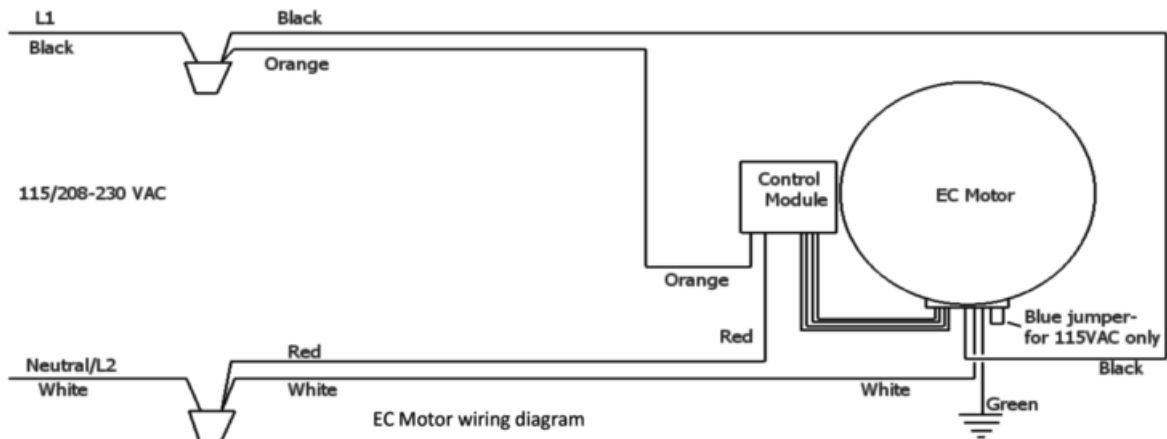 L1
Black
Black
Orange
115/208-230 VAC
Control
Module
EC Motor
Orange
Blue jumper-
for 115VAC only
Red
Neutral/L2
Red
Black
White
White
White
Green
EC Motor wiring diagram